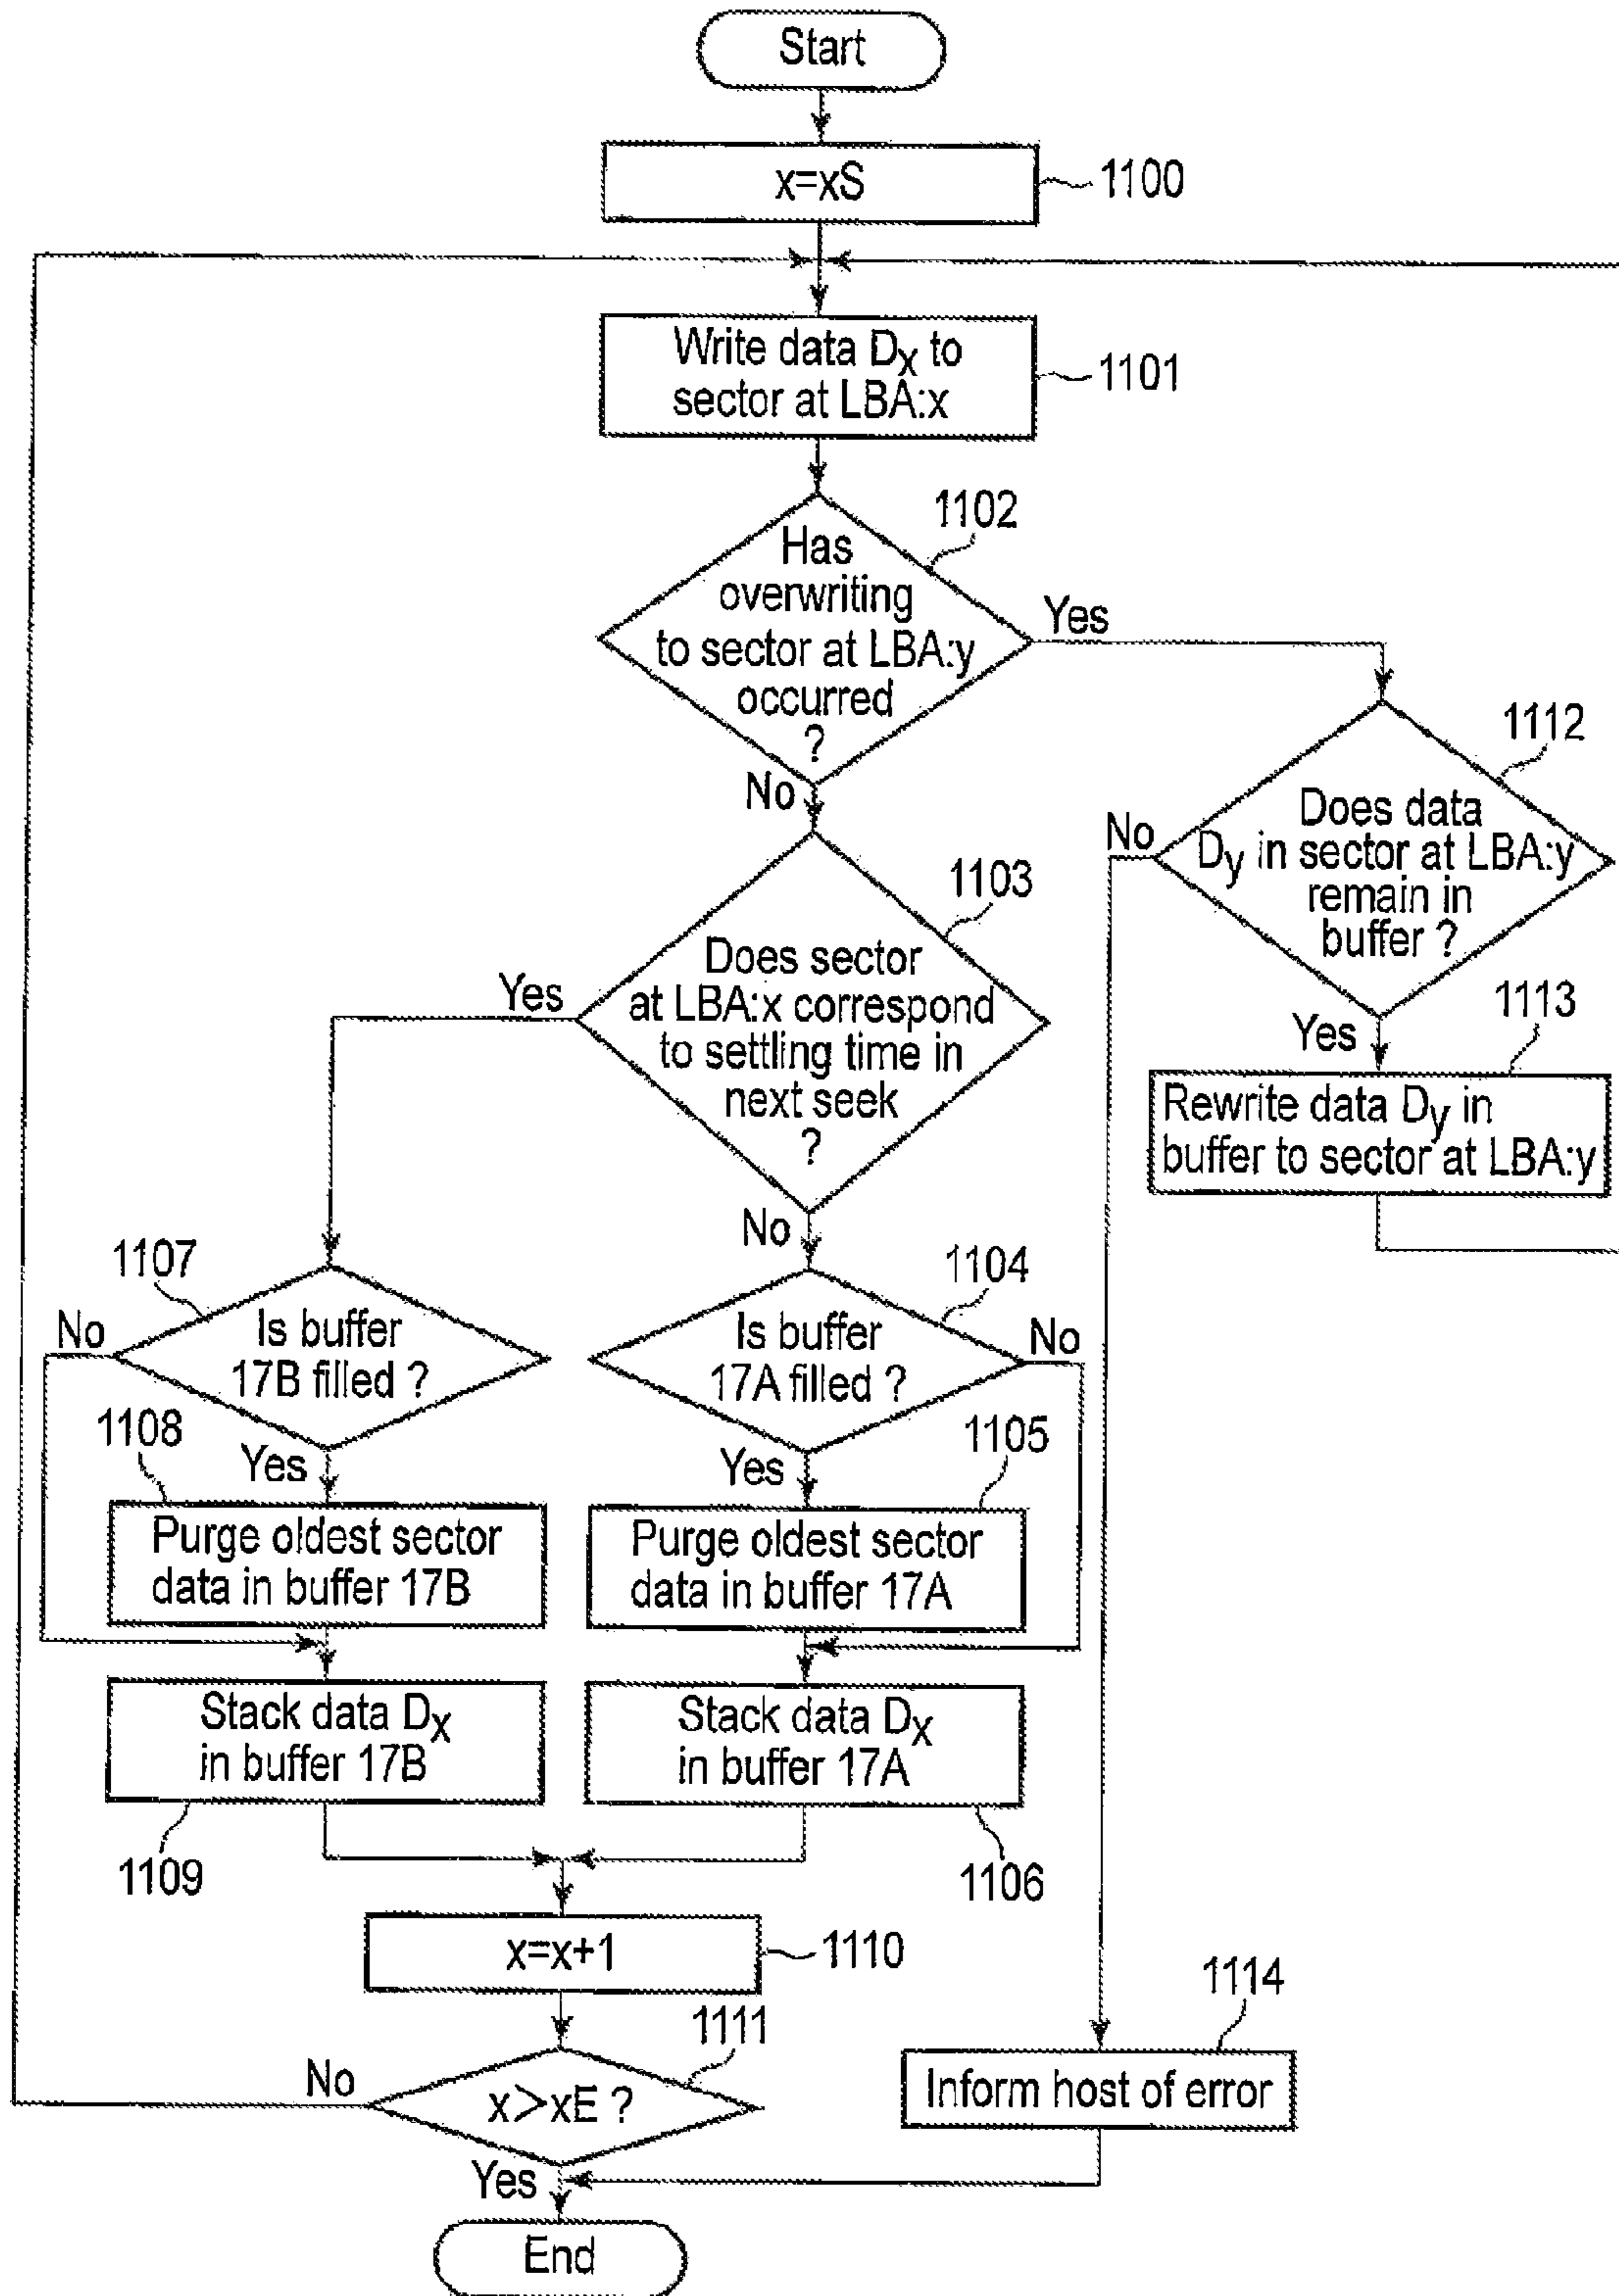 Start
x=xS
1100
Write data Dx to
sector at LBA:x
1101
1102
Has
overwriting
to sector at LBA:y
occurred
?
Yes
No
1112
Does data
Dy in sector at LBA:y
remain in
buffer ?
No
Yes
1113
Rewrite data Dy in
buffer to sector at LBA:y
1103
Does sector
at LBA:x correspond
to settling time in
next seek
?
Yes
No
1107
Is buffer
17B filled ?
No
Yes
1104
Is buffer
17A filled ?
No
Yes
1108
Purge oldest sector
data in buffer 17B
1105
Purge oldest sector
data in buffer 17A
Stack data Dx
in buffer 17B
1109
Stack data Dx
in buffer 17A
1106
x=x+1
1110
1111
x>xE ?
No
Yes
1114
Inform host of error
End